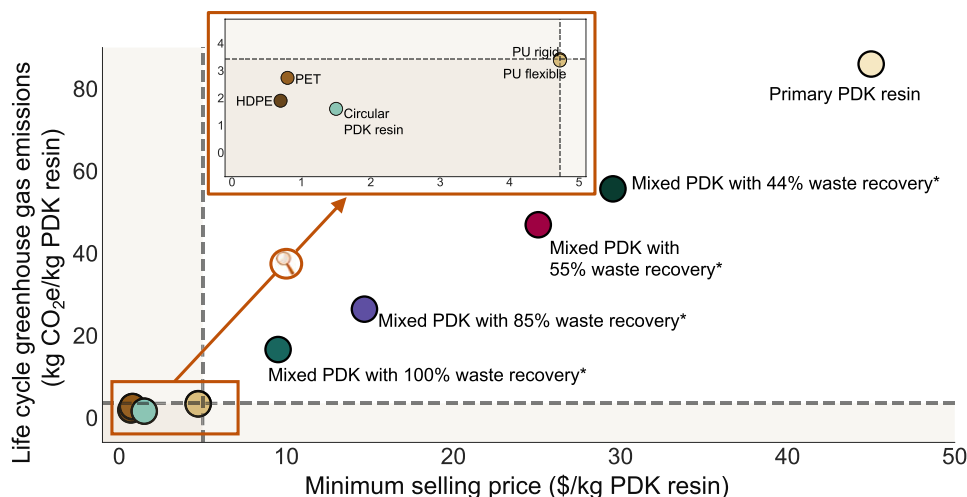 Life cycle greenhouse gas emissions
(kg CO₂e/kg PDK resin)
80
60
40
20
0
4
3
2
1
0
PU rigid
PU flexible
PET
HDPE
Circular
PDK resin
0 1 2 3 4 5
Primary PDK resin
Mixed PDK with 44% waste recovery*
Mixed PDK with
55% waste recovery*
Mixed PDK with 85% waste recovery*
Mixed PDK with 100% waste recovery*
0 10 20 30 40 50
Minimum selling price ($/kg PDK resin)